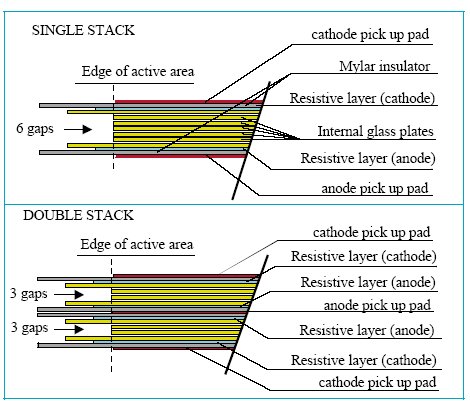 SINGLE STACK
cathode pick up pad
Mylar insulator
Edge of active area
Resistive layer (cathode)
6 gaps
Internal glass plates
Resistive layer (anode)
anode pick up pad
DOUBLE STACK
cathode pick up pad
Edge of active area
Resistive layer (cathode)
Resistive layer (anode)
3 gaps
anode pick up pad
3 gaps
Resistive layer (anode)
Resistive layer (cathode)
cathode pick up pad